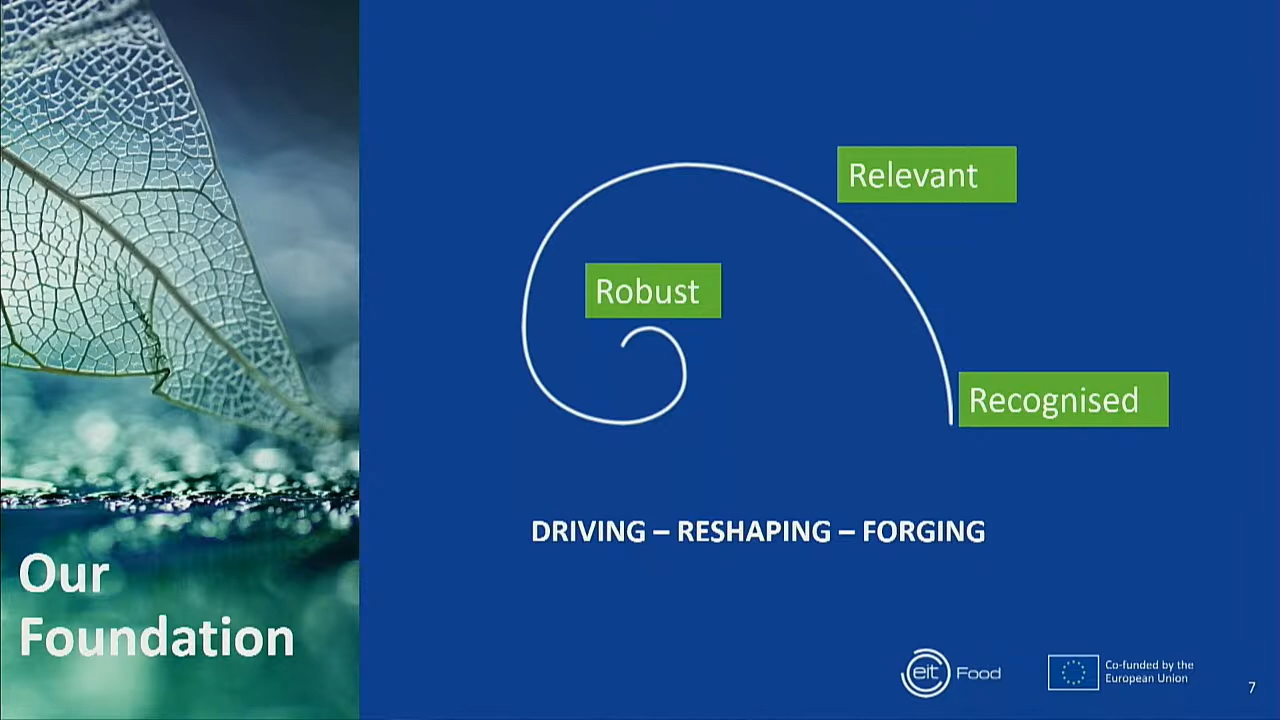 Our
Foundation
Relevant
Robust
Recognised
DRIVING – RESHAPING – FORGING
eit Food
Co-funded by the
European Union
7